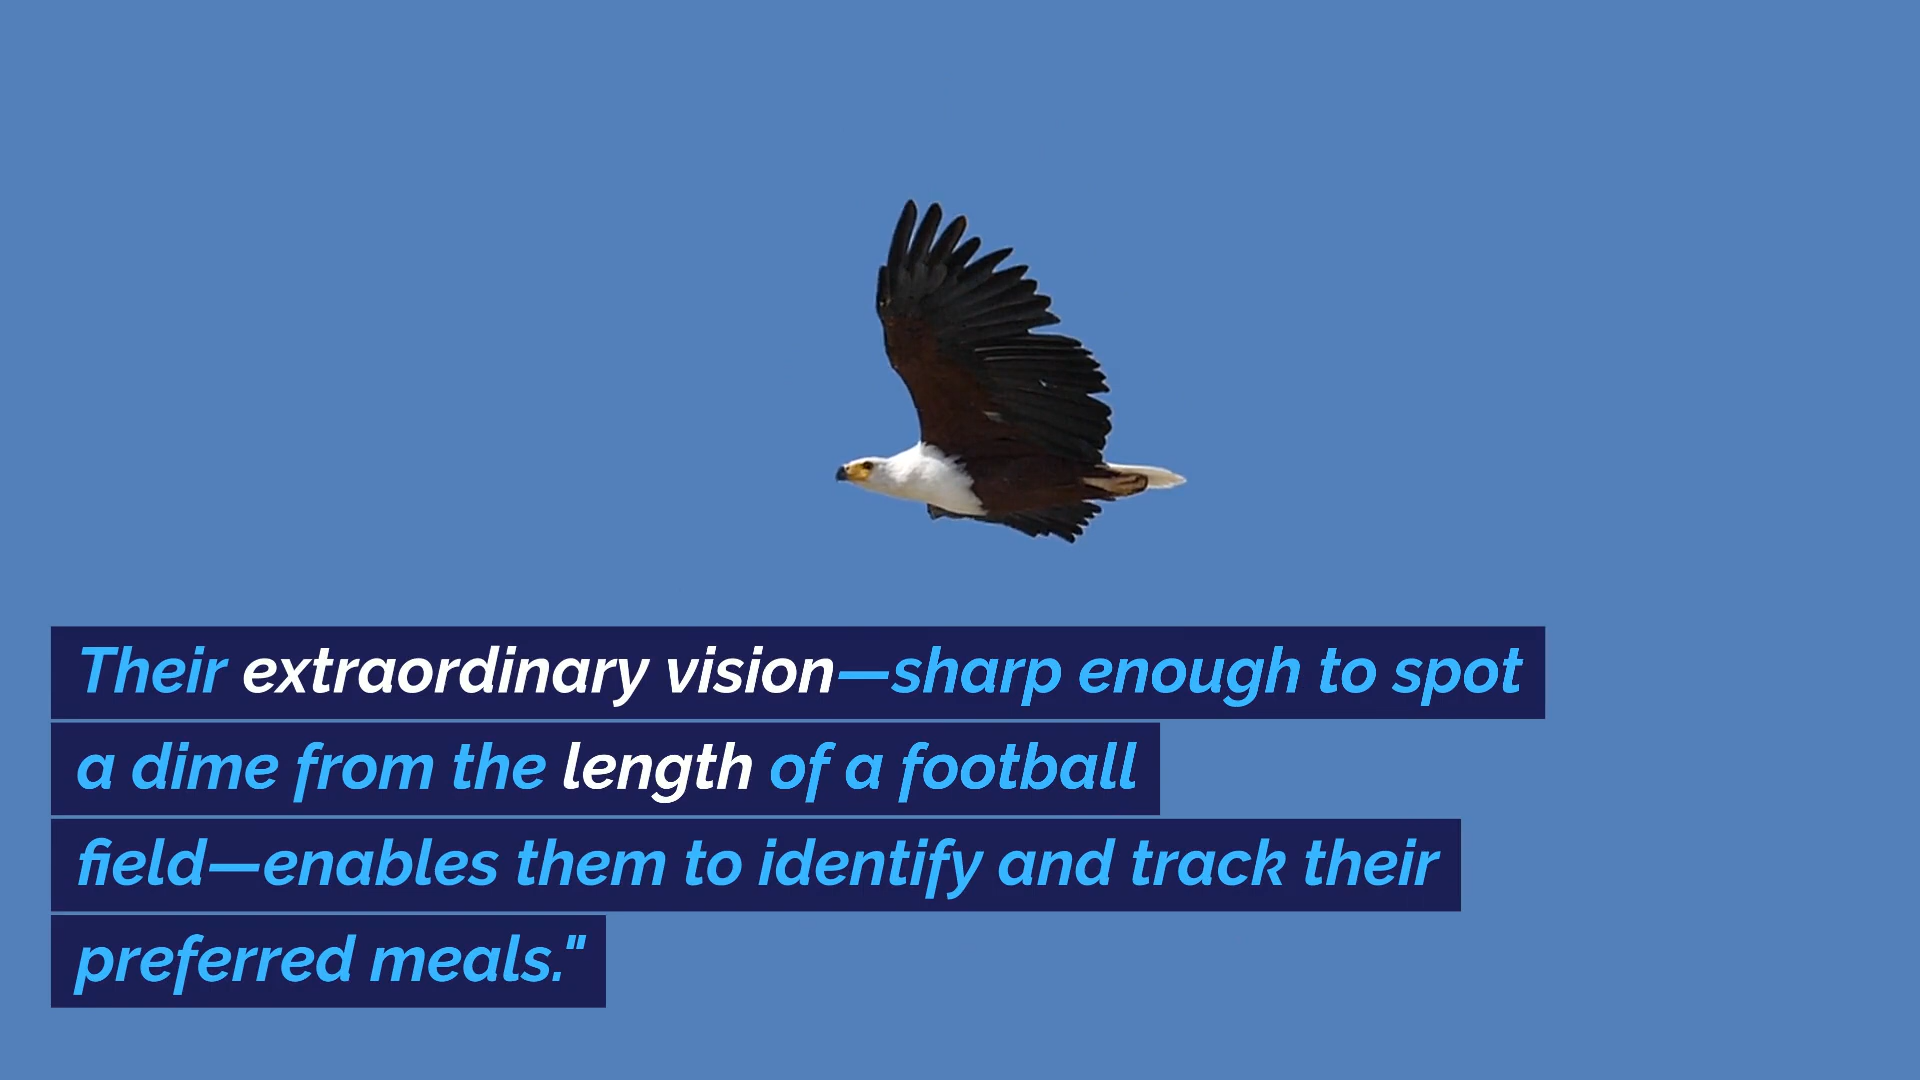 Their extraordinary vision—sharp enough to spot
a dime from the length of a football
field—enables them to identify and track their
preferred meals."